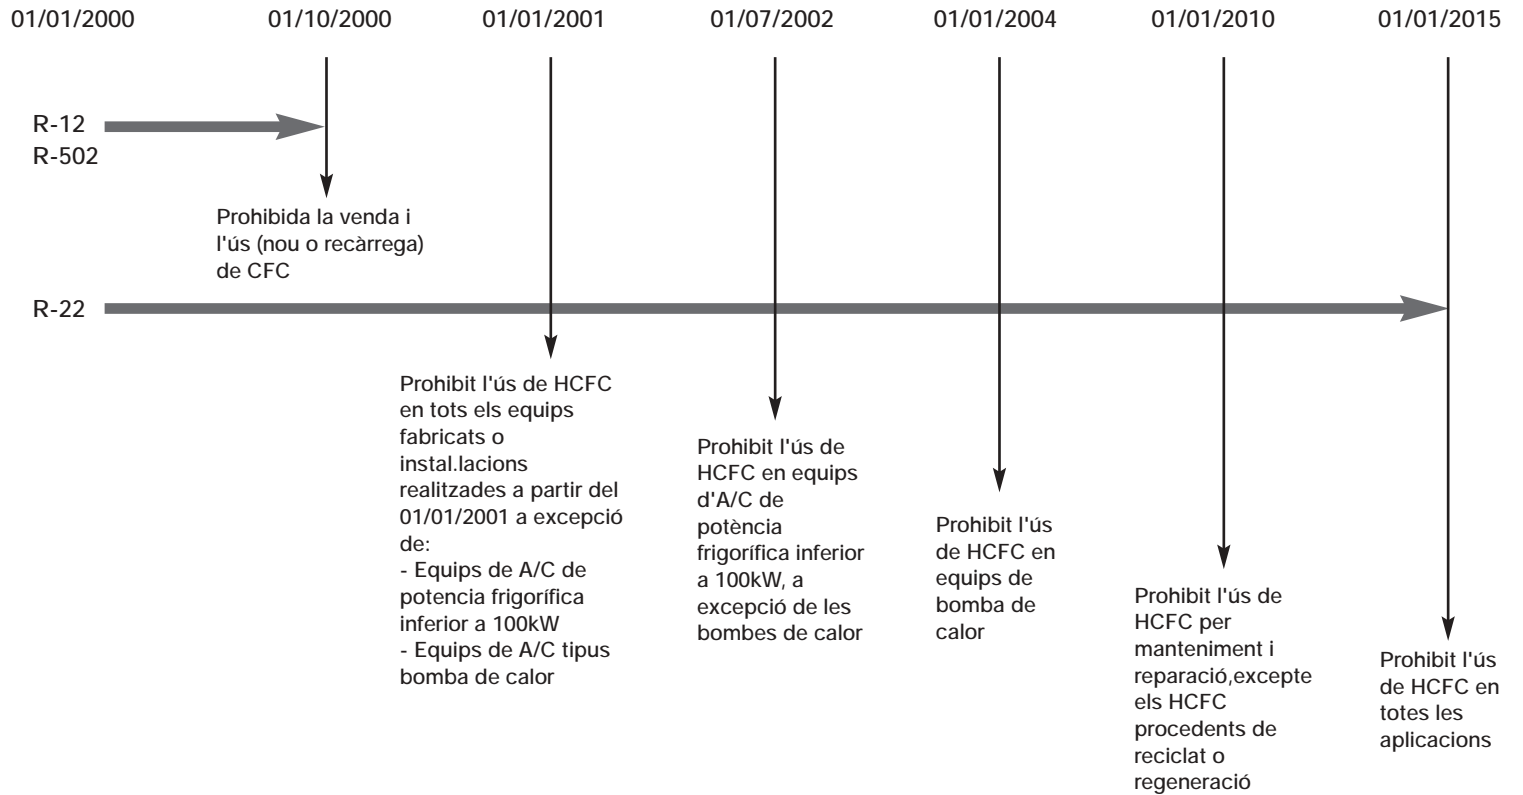 01/01/2000
01/10/2000
01/01/2001
01/07/2002
01/01/2004
01/01/2010
01/01/2015
R-12
R-502
Prohibida la venda i
l'ús (nou o recàrrega)
de CFC
R-22
Prohibit l'ús de HCFC
en tots els equips
fabricats o
instal.lacions
realitzades a partir del
01/01/2001 a excepció
de:
- Equips de A/C de
potencia frigorífica
inferior a 100kW
- Equips de A/C tipus
bomba de calor
Prohibit l'ús de
HCFC en equips
d'A/C de
potència
frigorífica inferior
a 100kW, a
excepció de les
bombes de calor
Prohibit l'ús
de HCFC en
equips de
bomba de
calor
Prohibit l'ús de
HCFC per
manteniment i
reparació,excepte
els HCFC
procedents de
reciclat o
regeneració
Prohibit l'ús
de HCFC en
totes les
aplicacions